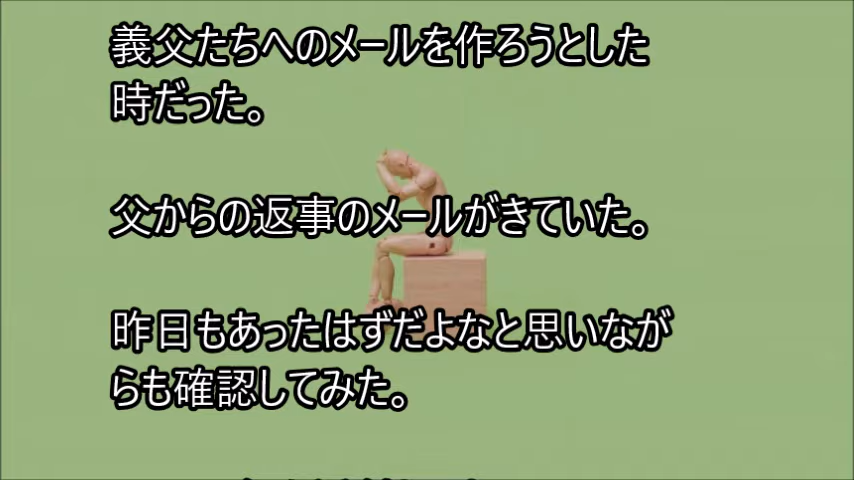 義父たちへのメールを作ろうとした
時だった。
父からの返事のメールがきていた。
昨日もあったはずだよなと思いなが
らも確認してみた。